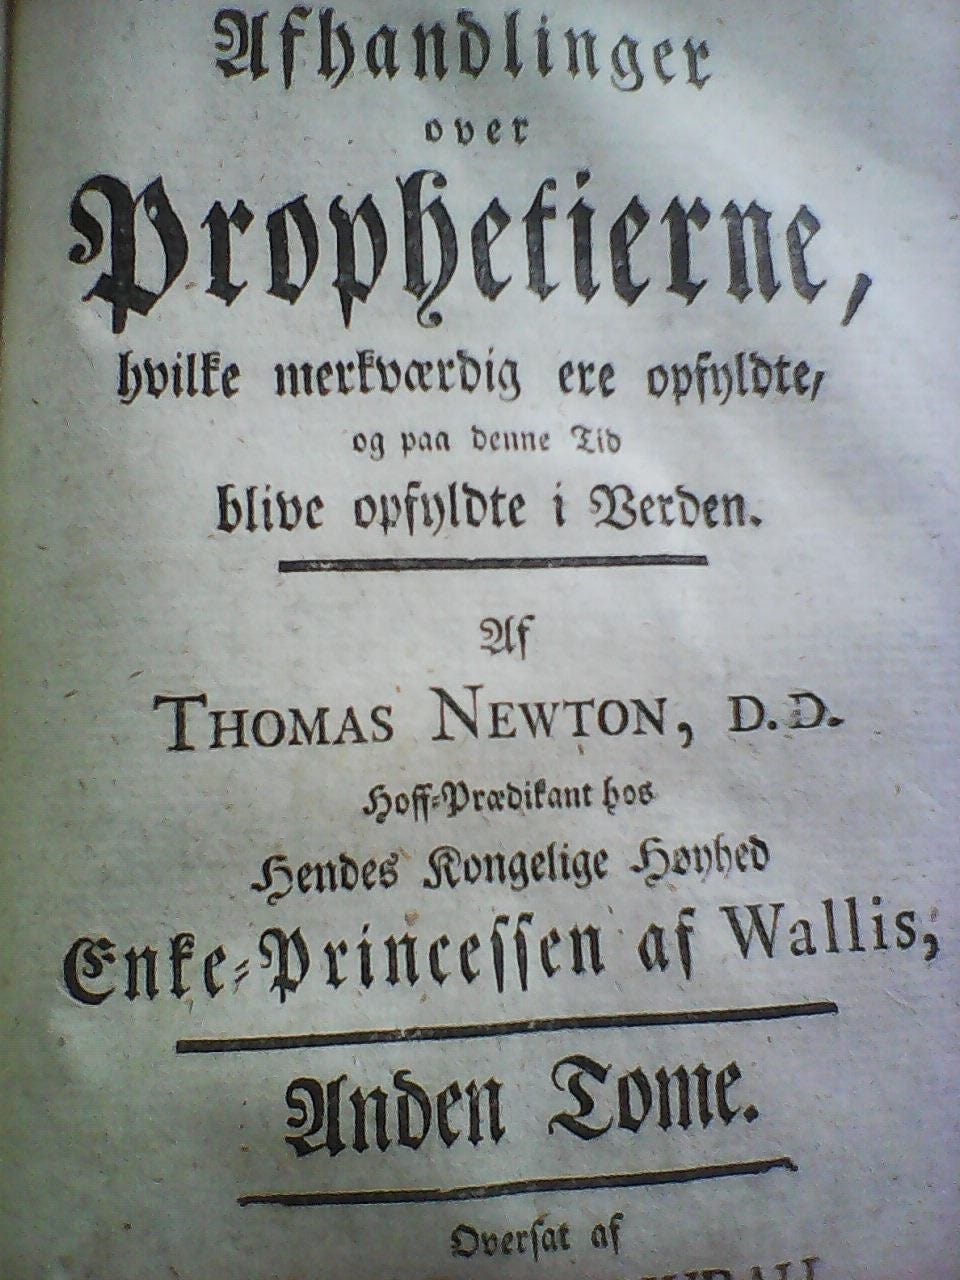 Afhandlinger
over
Prophetierne,
hvilke merkværdig ere opfyldte,
og paa denne Tid
blive opfyldte i Verden.
Af
THOMAS NEWTON, D.D.
Hoff-Prædikant hos
Hendes Kongelige Høyhed
Enke-Princessen af Wallis,
Anden Tome.
Oversat af